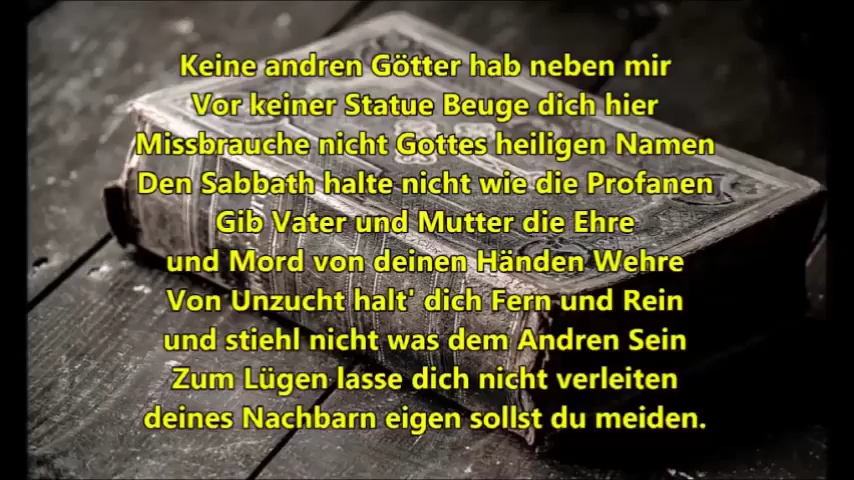 Keine andren Götter hab neben mir
Vor keiner Statue Beuge dich hier
Missbrauche nicht Gottes heiligen Namen
Den Sabbath halte nicht wie die Profanen
Gib Vater und Mutter die Ehre
und Mord von deinen Händen Wehre
Von Unzucht halt' dich Fern und Rein
und stiehl nicht was dem Andren Sein
Zum Lügen lasse dich nicht verleiten
deines Nachbarn eigen sollst du meiden.